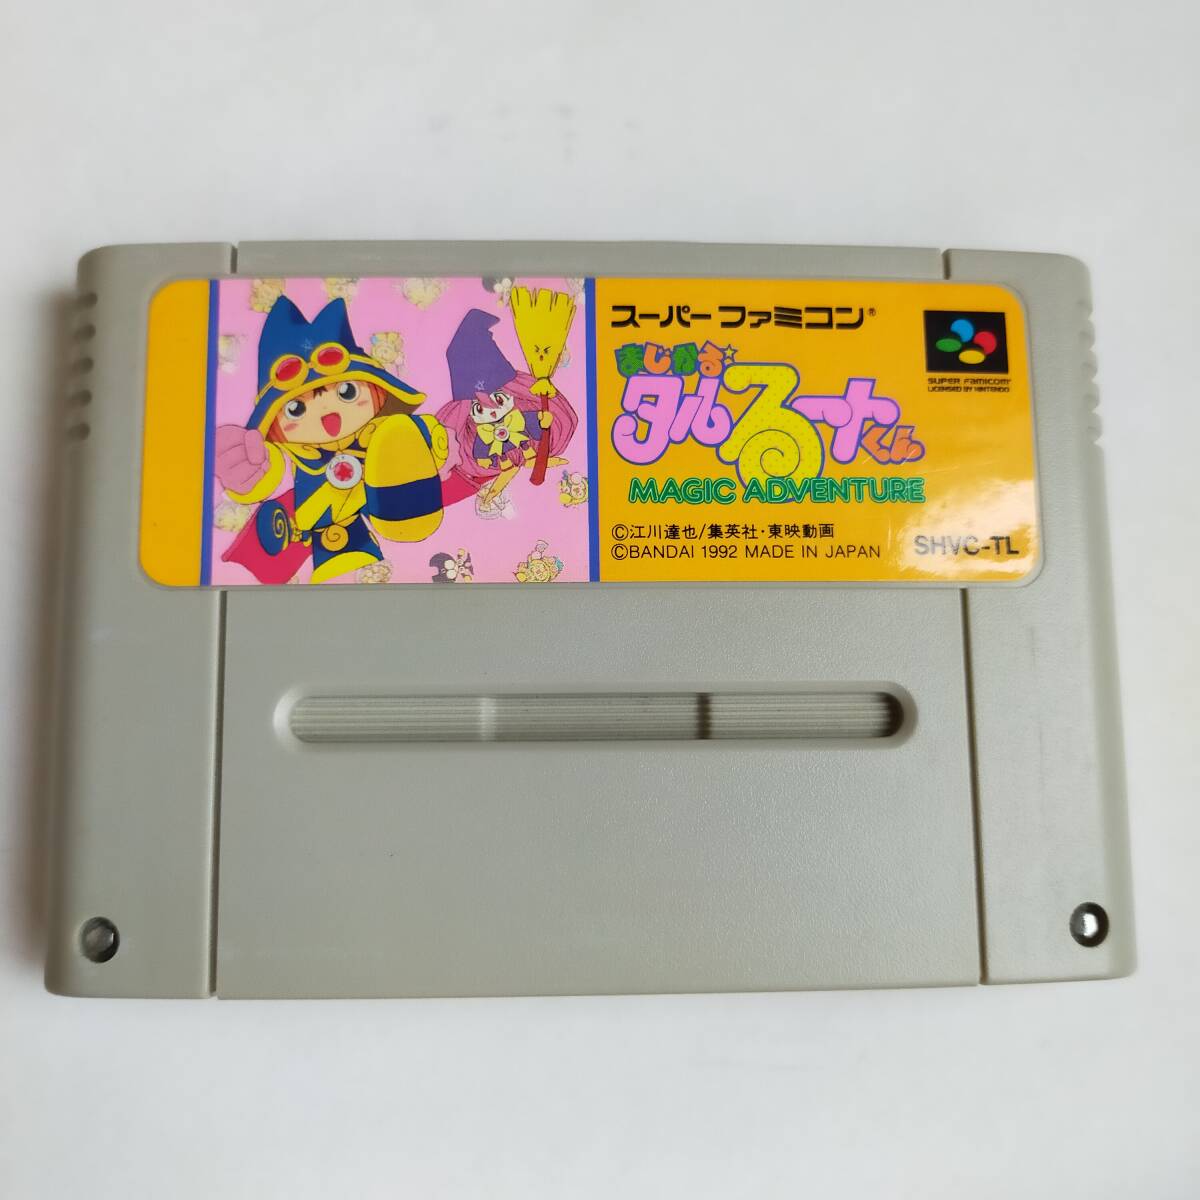 スーパーファミコン®
まじかる☆
タルるートくん
MAGIC ADVENTURE
SUPER FAMICOM
LICENSED BY NINTENDO
©江川達也/集英社・東映動画
©BANDAI 1992 MADE IN JAPAN
SHVC-TL